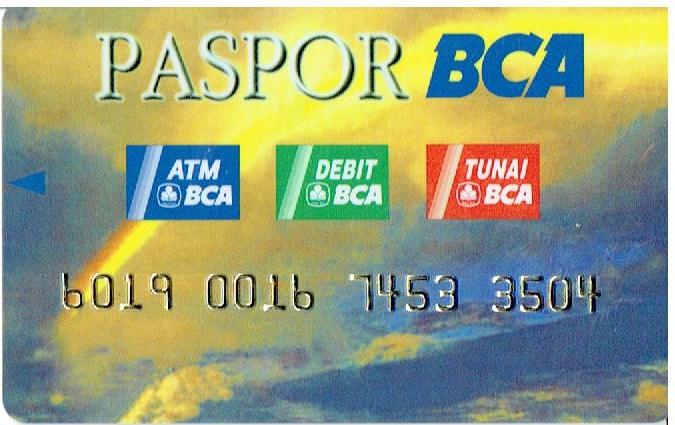 PASPOR BCA
ATM BCA
DEBIT BCA
TUNAI BCA
6019 0016 7453 3504